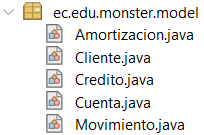 ec.edu.monster.model
Amortizacion.java
Cliente.java
Credito.java
Cuenta.java
Movimiento.java